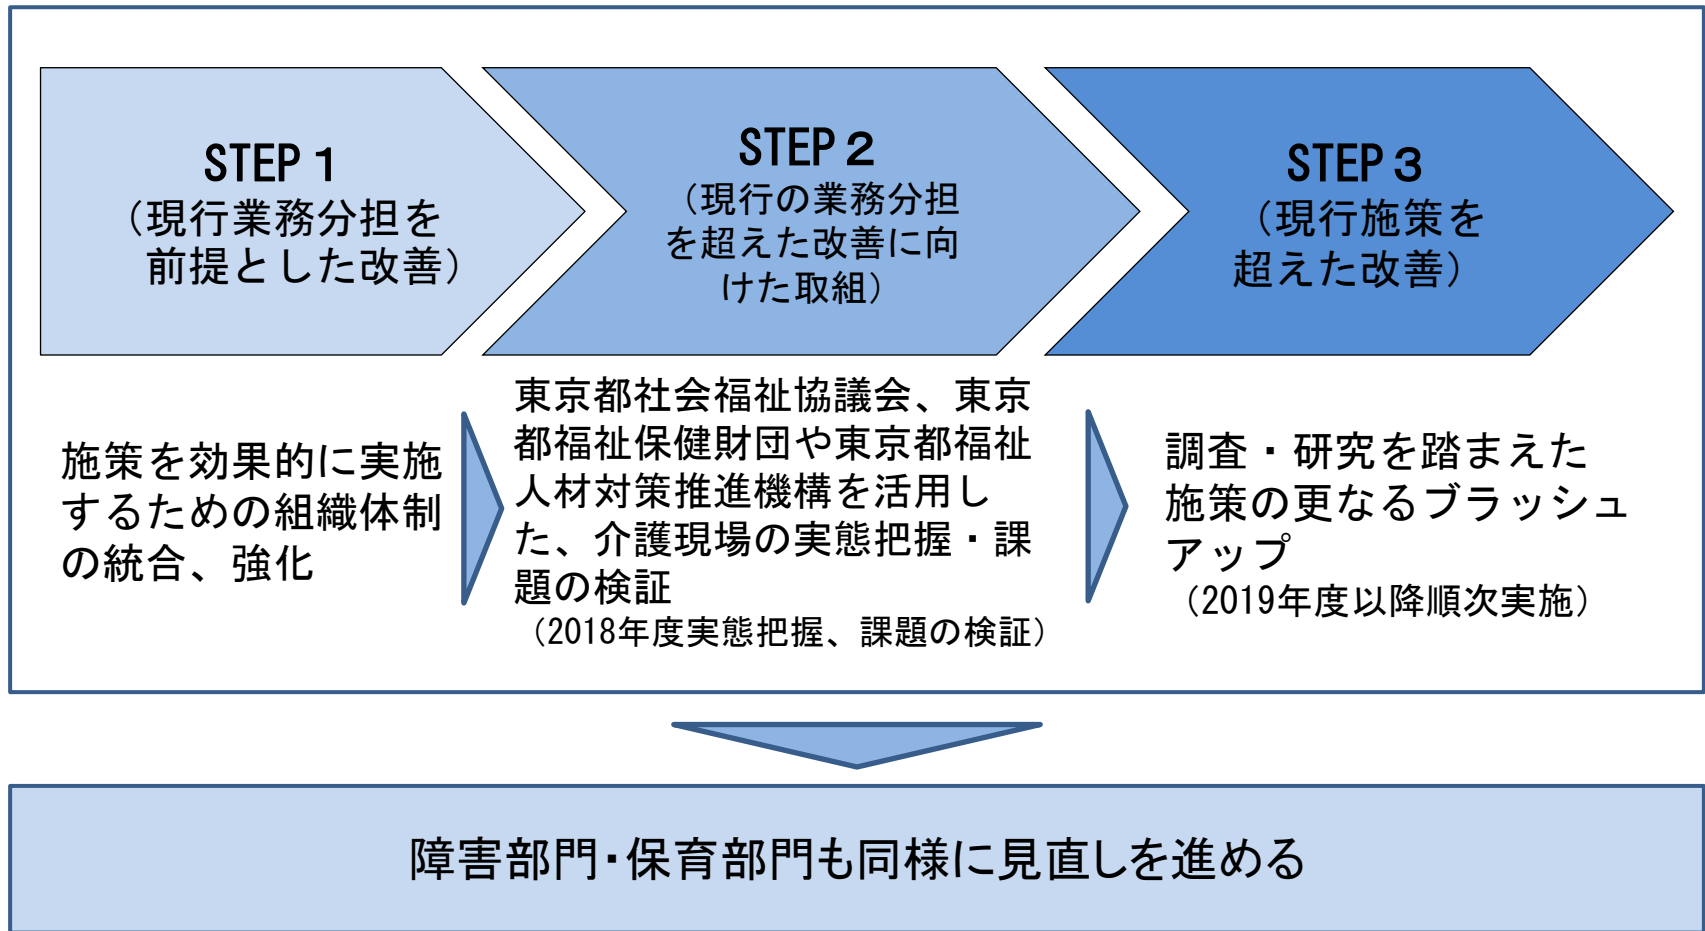 STEP１
（現行業務分担を
前提とした改善）
STEP２
（現行の業務分担
を超えた改善に向
けた取組）
STEP３
（現行施策を
超えた改善）
施策を効果的に実施
するための組織体制
の統合、強化
東京都社会福祉協議会、東京
都福祉保健財団や東京都福祉
人材対策推進機構を活用し
た、介護現場の実態把握・課
題の検証
（2018年度実態把握、課題の検証）
調査・研究を踏まえた
施策の更なるブラッシュ
アップ
（2019年度以降順次実施）
障害部門・保育部門も同様に見直しを進める